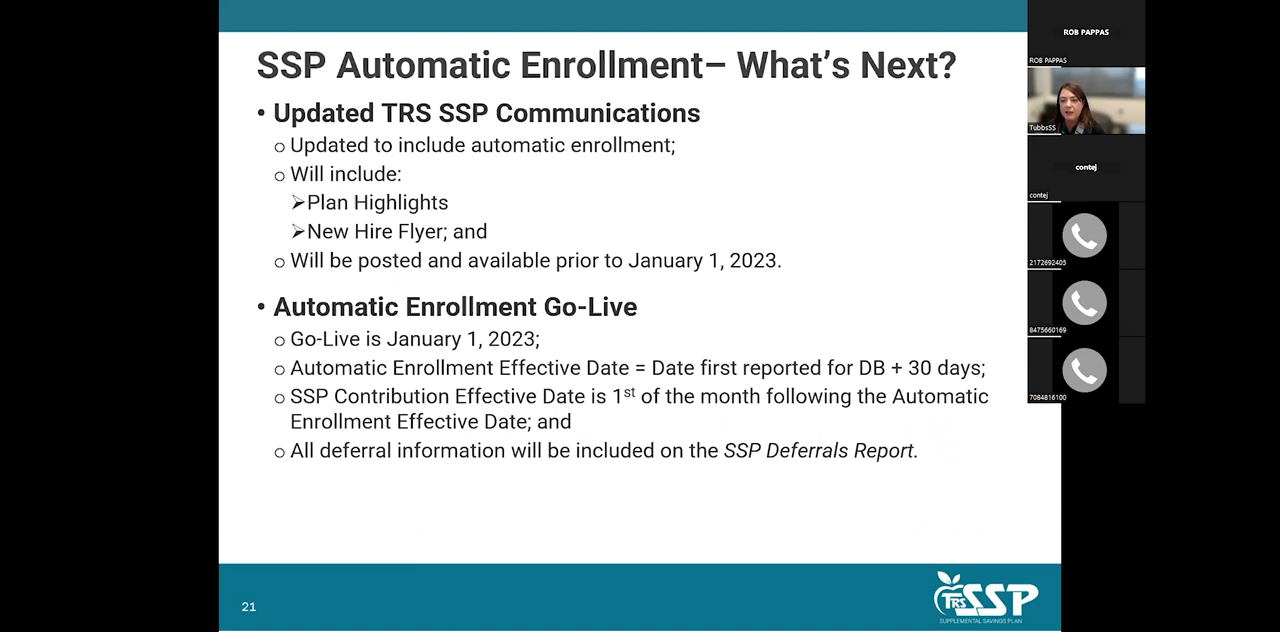 SSP Automatic Enrollment– What's Next?
• Updated TRS SSP Communications
o Updated to include automatic enrollment;
o Will include:
➢Plan Highlights
➢New Hire Flyer; and
o Will be posted and available prior to January 1, 2023.
• Automatic Enrollment Go-Live
o Go-Live is January 1, 2023;
o Automatic Enrollment Effective Date = Date first reported for DB + 30 days;
o SSP Contribution Effective Date is 1st of the month following the Automatic
Enrollment Effective Date; and
o All deferral information will be included on the SSP Deferrals Report.
21
TRS SSP
SUPPLEMENTAL SAVINGS PLAN
ROB PAPPAS
ROB PAPPAS
TubbsSS
contej
contej
2172692405
8475660169
7084816100